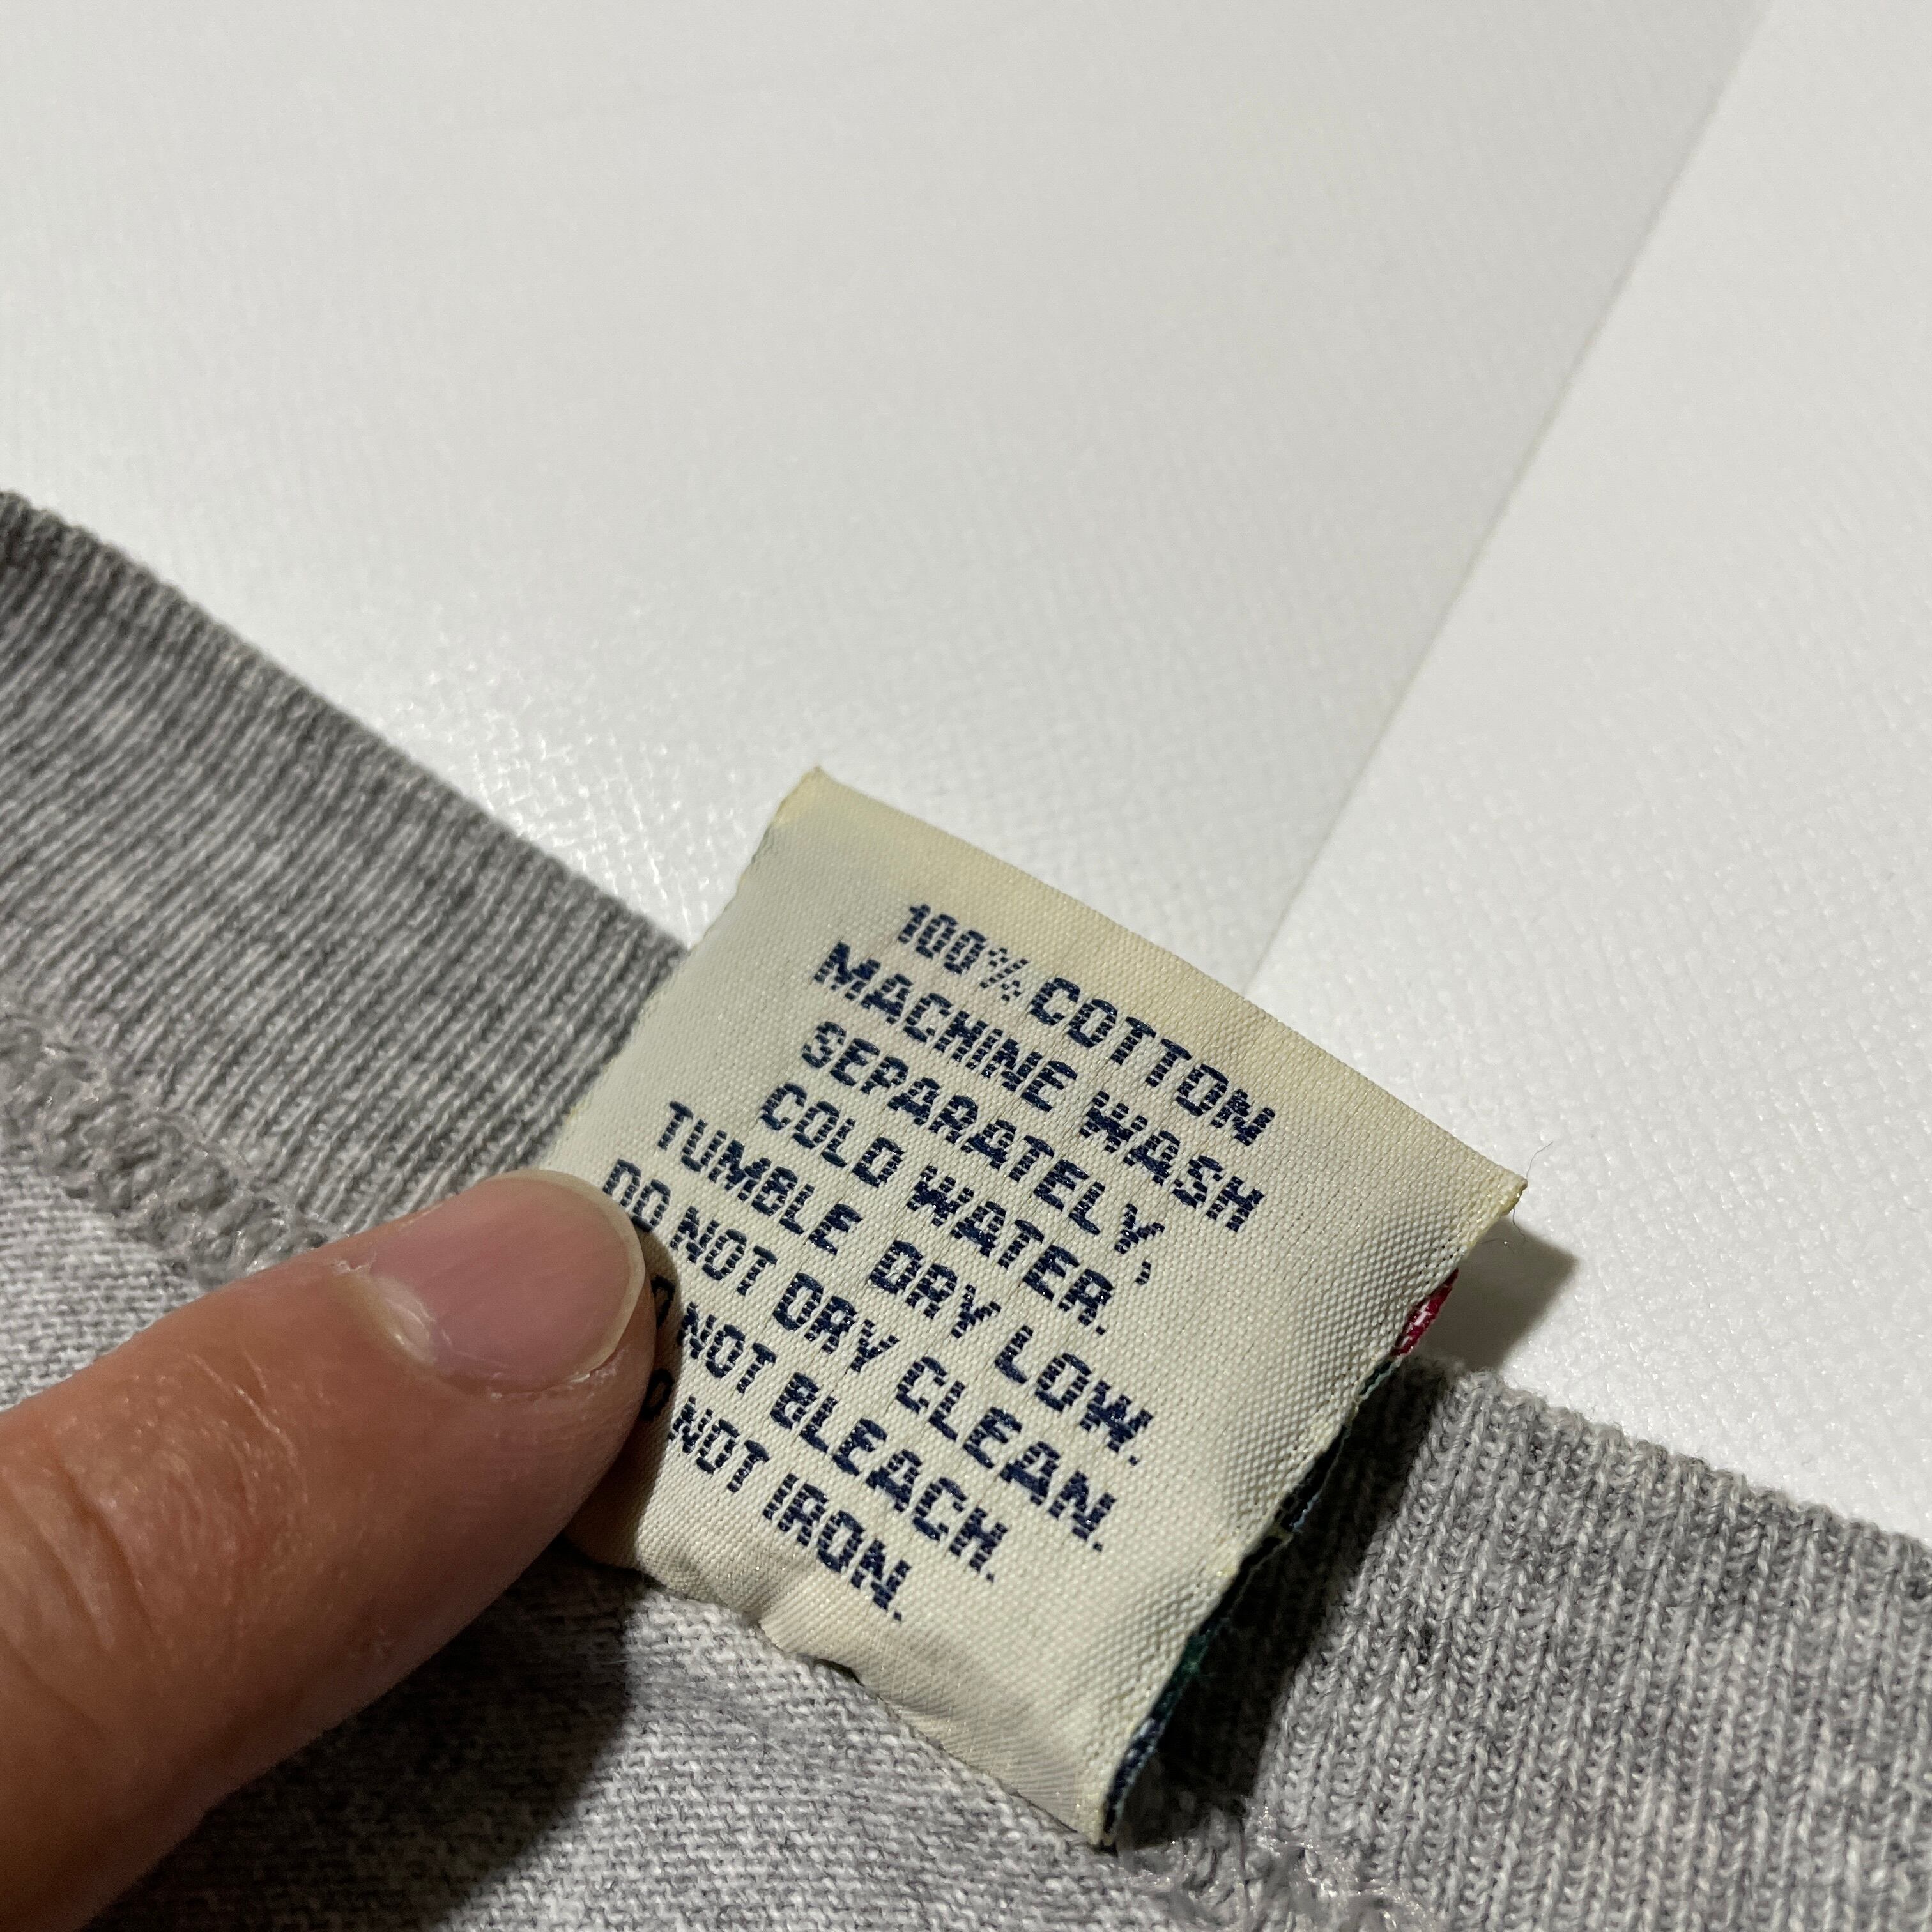 100% COTTON
MACHINE WASH
SEPARATELY,
COLD WATER.
TUMBLE DRY LOW.
DO NOT DRY CLEAN.
NOT BLEACH.
NOT IRON.